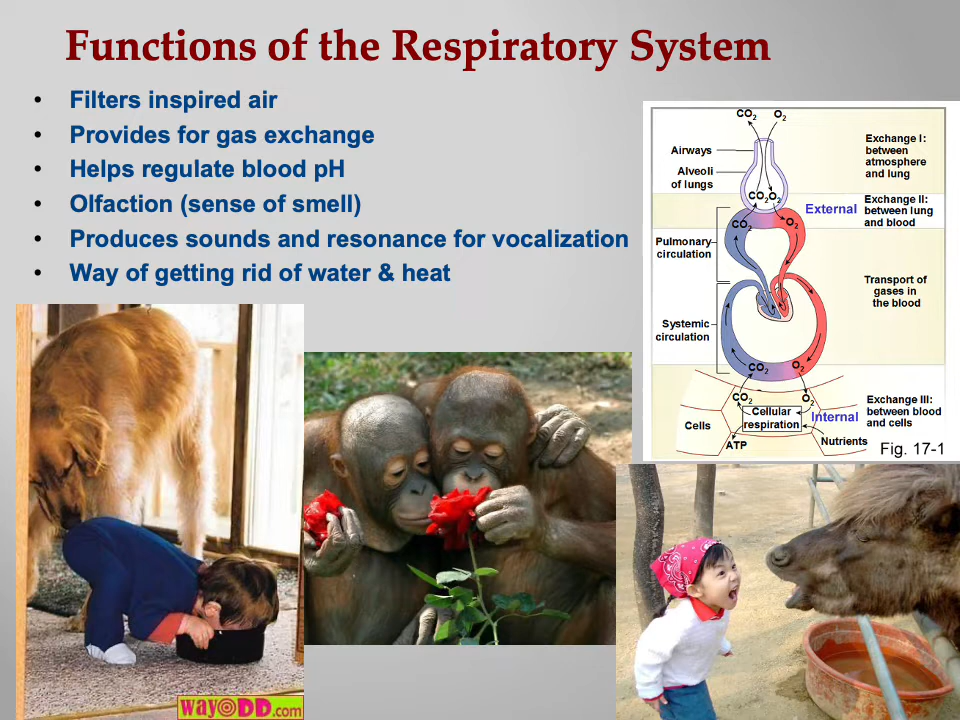 Functions of the Respiratory System
• Filters inspired air
• Provides for gas exchange
• Helps regulate blood pH
• Olfaction (sense of smell)
• Produces sounds and resonance for vocalization
• Way of getting rid of water & heat
CO2 O2
Airways
Alveoli
of lungs
CO2 O2
Exchange I:
between
atmosphere
and lung
External
Exchange II:
between lung
and blood
CO2 O2
Pulmonary
circulation
Transport of
gases in
the blood
Systemic
circulation
CO2 O2
CO2 O2
Cells
Cellular
respiration
Internal
Exchange III:
between blood
and cells
ATP
Nutrients
Fig. 17-1
wayODD.com